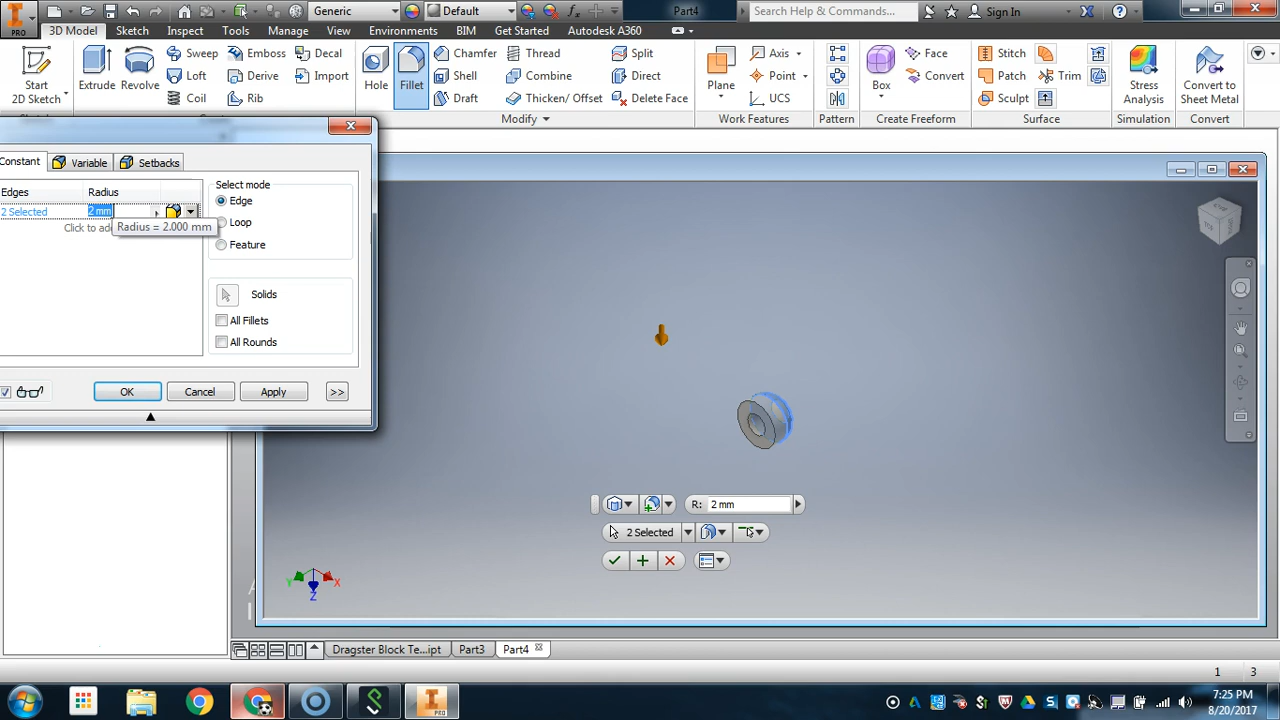 PRO
Generic
Default
Part4
Search Help & Commands...
Sign In
3D Model Sketch Inspect Tools Manage View Environments BIM Get Started Autodesk A360
Start
2D Sketch
Extrude
Revolve
Sweep
Loft
Coil
Emboss
Derive
Rib
Decal
Import
Hole
Fillet
Chamfer
Shell
Draft
Thread
Combine
Thicken/ Offset
Split
Direct
Delete Face
Modify
Plane
Axis
Point
UCS
Work Features
Pattern
Box
Face
Convert
Create Freeform
Stitch
Patch
Sculpt
Trim
Surface
Stress
Analysis
Simulation
Convert to
Sheet Metal
Convert
Constant Variable Setbacks
Edges Radius
2 Selected 2 mm
Radius = 2.000 mm
Click to add
Select mode
Edge
Loop
Feature
Solids
All Fillets
All Rounds
OK Cancel Apply >>
R: 2 mm
2 Selected
Y X
Z
Dragster Block Te...ipt Part3 Part4
1 3
7:25 PM
8/20/2017